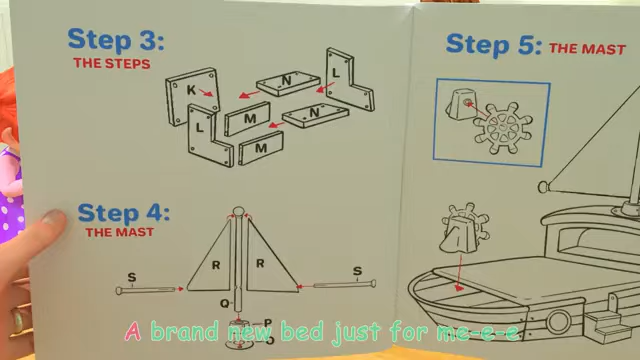 Step 3:
THE STEPS
K
N
L
M
N
L
M
Step 4:
THE MAST
S
R
R
S
Q
P
Step 5: THE MAST
A brand new bed just for me-e-e